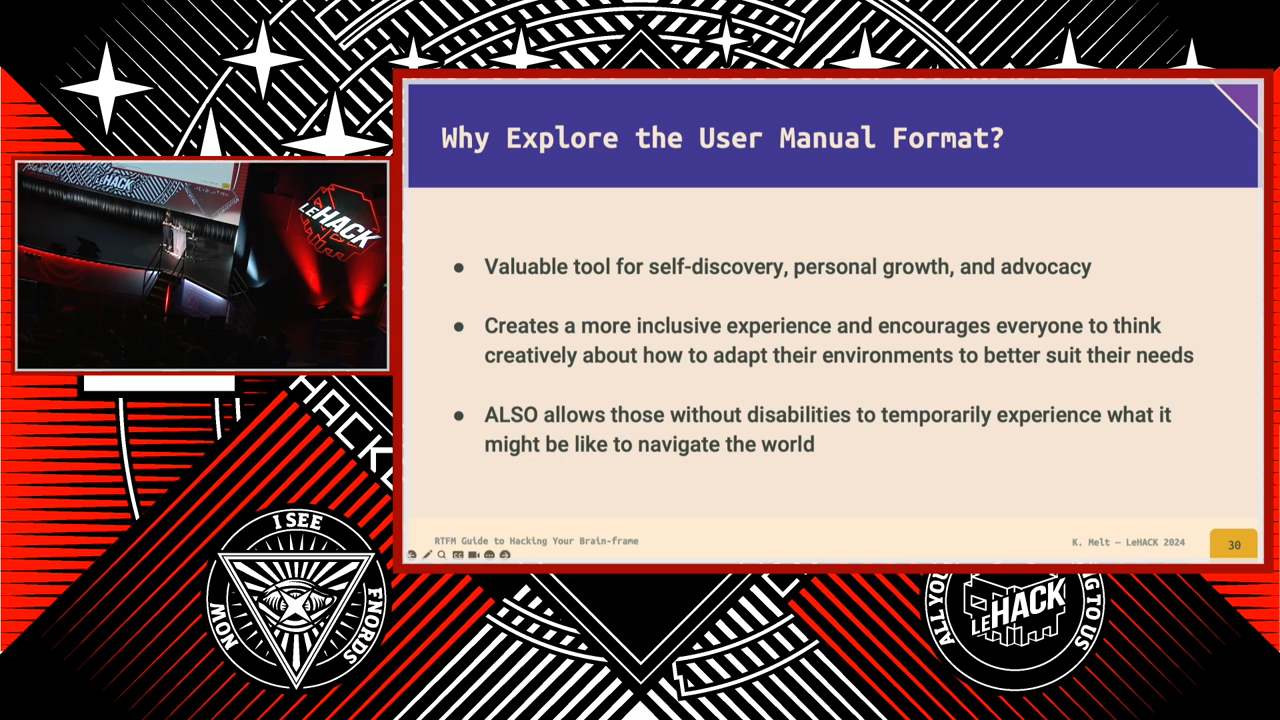 Why Explore the User Manual Format?
● Valuable tool for self-discovery, personal growth, and advocacy
● Creates a more inclusive experience and encourages everyone to think
creatively about how to adapt their environments to better suit their needs
● ALSO allows those without disabilities to temporarily experience what it
might be like to navigate the world
RTFM Guide to Hacking Your Brain-frame
K. Melt – LeHACK 2024
30
LEHACK
LEHACK
HACK
I SEE
FNORDS
NOW
ALL YOU
LEHACK
NG TO US